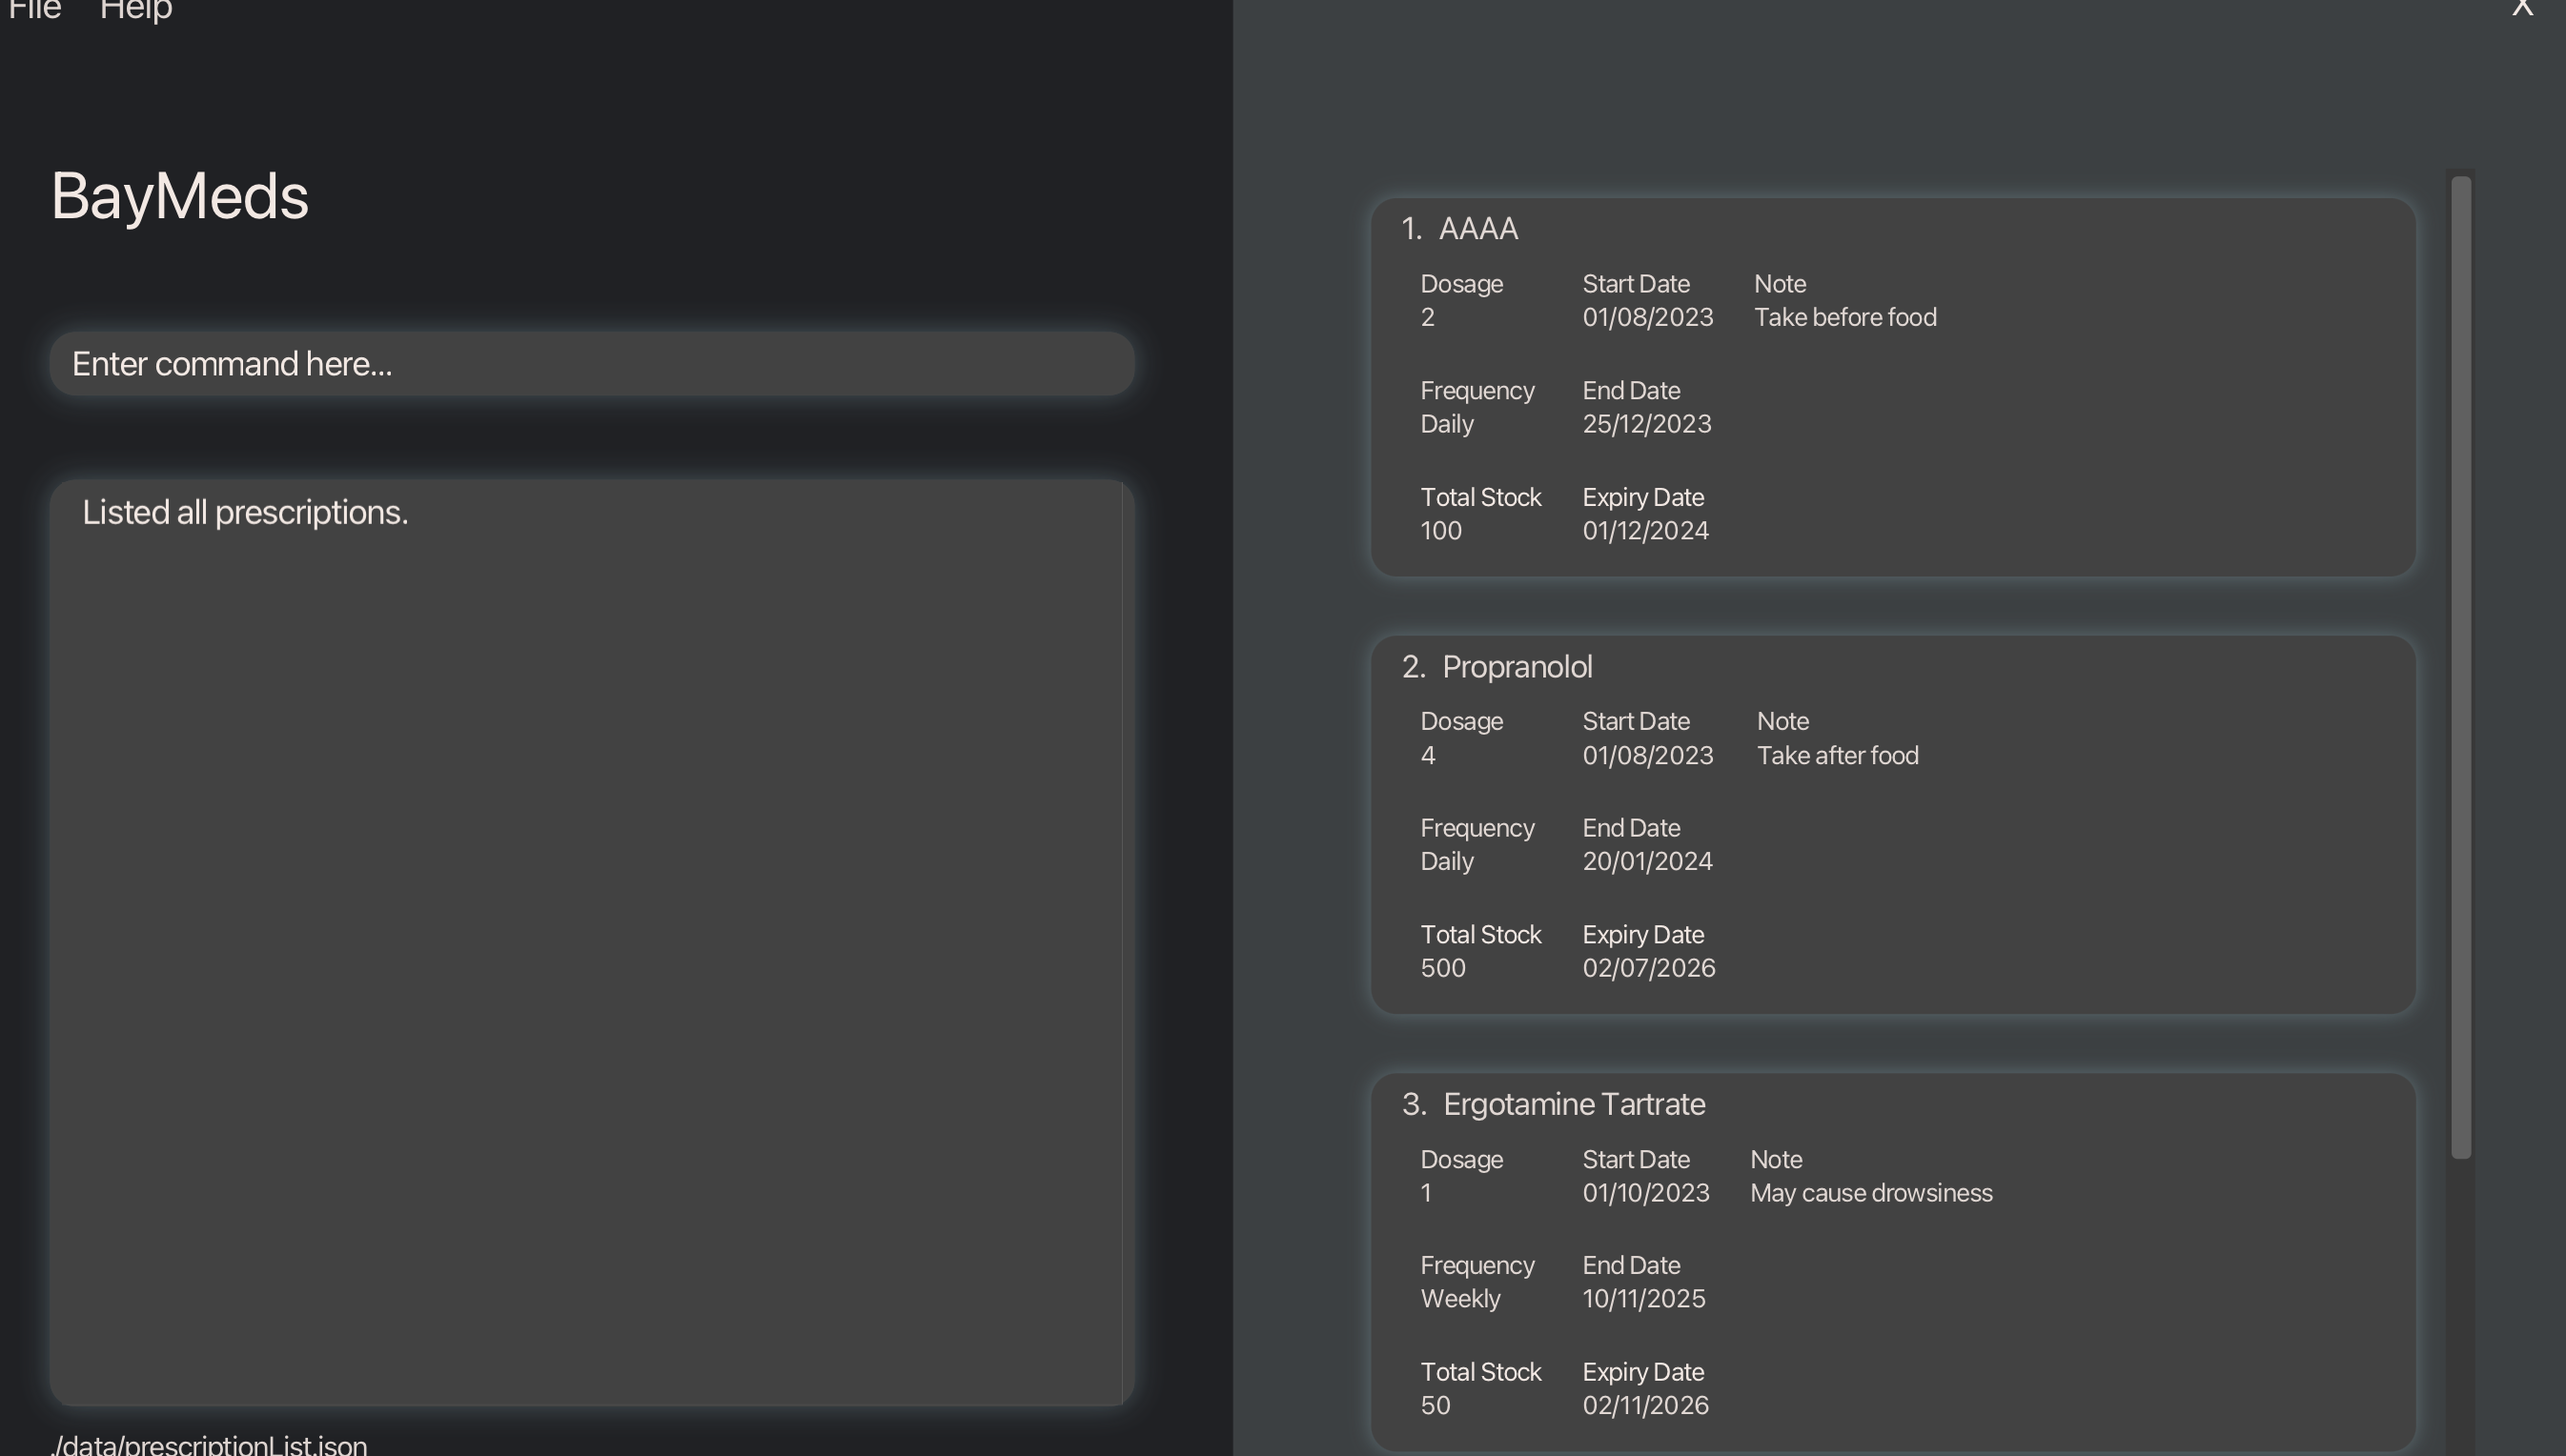 File Help X
BayMeds
Enter command here...
Listed all prescriptions.
./data/prescriptionList.json
1. AAAA
Dosage Start Date Note
2 01/08/2023 Take before food
Frequency End Date
Daily 25/12/2023
Total Stock Expiry Date
100 01/12/2024
2. Propranolol
Dosage Start Date Note
4 01/08/2023 Take after food
Frequency End Date
Daily 20/01/2024
Total Stock Expiry Date
500 02/07/2026
3. Ergotamine Tartrate
Dosage Start Date Note
1 01/10/2023 May cause drowsiness
Frequency End Date
Weekly 10/11/2025
Total Stock Expiry Date
50 02/11/2026